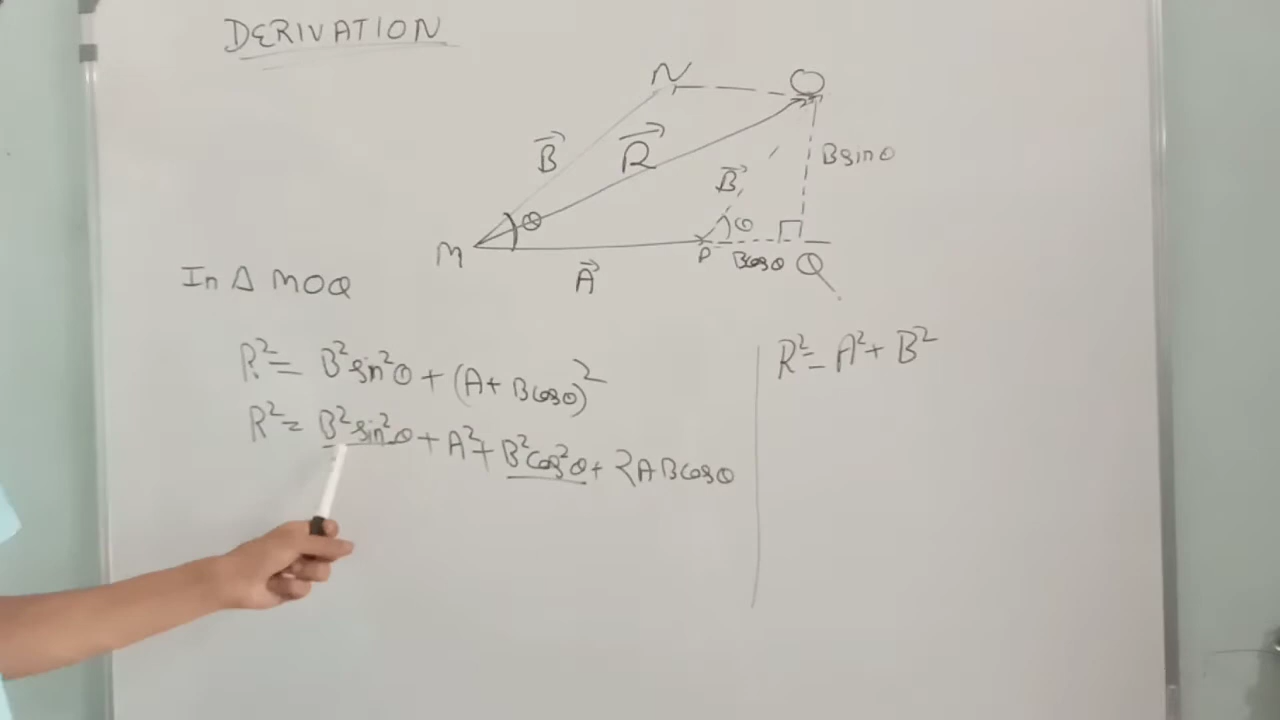 DERIVATION
N O
B⃗ R⃗ B⃗ Bsinθ
θ θ
M P Bcosθ Q
A⃗
In Δ MOQ
R² = B²sin²θ + (A + Bcosθ)²
R² = B²sin²θ + A² + B²cos²θ + 2ABcosθ
R² = A² + B²